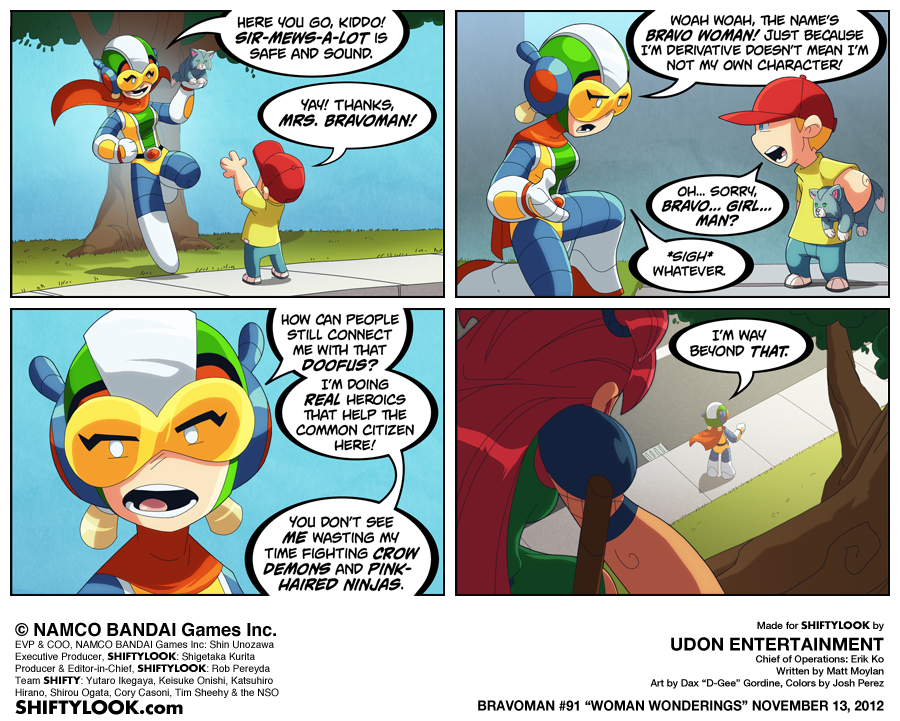 HERE YOU GO, KIDDO!
SIR-MEWS-A-LOT IS
SAFE AND SOUND.
YAY! THANKS,
MRS. BRAVOMAN!
WOAH WOAH, THE NAME'S
BRAVO WOMAN! JUST BECAUSE
I'M DERIVATIVE DOESN'T MEAN I'M
NOT MY OWN CHARACTER!
OH... SORRY,
BRAVO... GIRL...
MAN?
*SIGH*
WHATEVER.
HOW CAN PEOPLE
STILL CONNECT
ME WITH THAT
DOOFUS?
I'M DOING
REAL HEROICS
THAT HELP THE
COMMON CITIZEN
HERE!
YOU DON'T SEE
ME WASTING MY
TIME FIGHTING CROW
DEMONS AND PINK-
HAIRED NINJAS.
I'M WAY
BEYOND THAT.
© NAMCO BANDAI Games Inc.
EVP & COO, NAMCO BANDAI Games Inc: Shin Unozawa
Executive Producer, SHIFTYLOOK: Shigetaka Kurita
Producer & Editor-in-Chief, SHIFTYLOOK: Rob Pereyda
Team SHIFTY: Yutaro Ikegaya, Keisuke Onishi, Katsuhiro
Hirano, Shirou Ogata, Cory Casoni, Tim Sheehy & the NSO
SHIFTYLOOK.com
Made for SHIFTYLOOK by
UDON ENTERTAINMENT
Chief of Operations: Erik Ko
Written by Matt Moylan
Art by Dax "D-Gee" Gordine, Colors by Josh Perez
BRAVOMAN #91 "WOMAN WONDERINGS" NOVEMBER 13, 2012